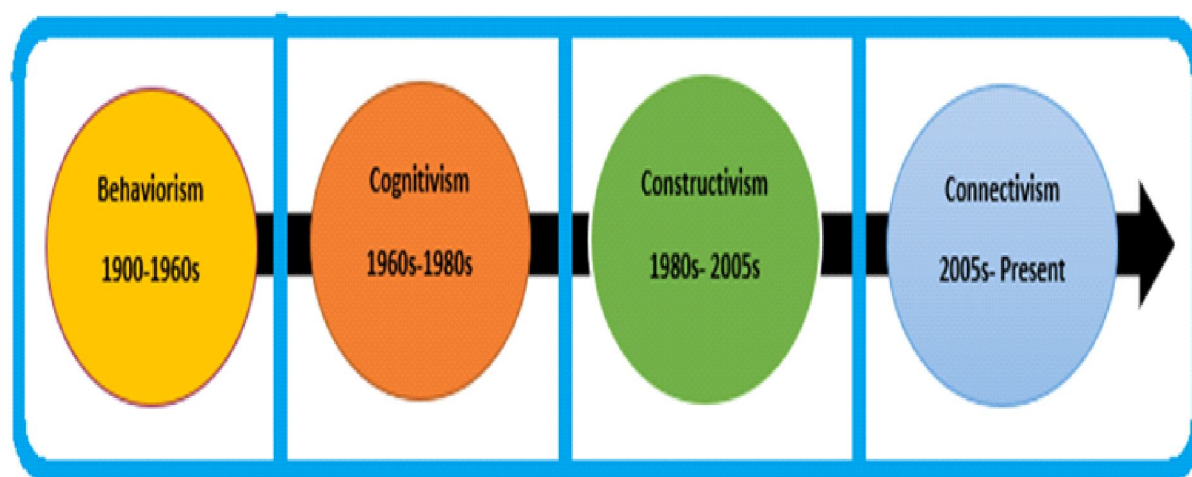 Behaviorism
1900-1960s
Cognitivism
1960s-1980s
Constructivism
1980s- 2005s
Connectivism
2005s- Present